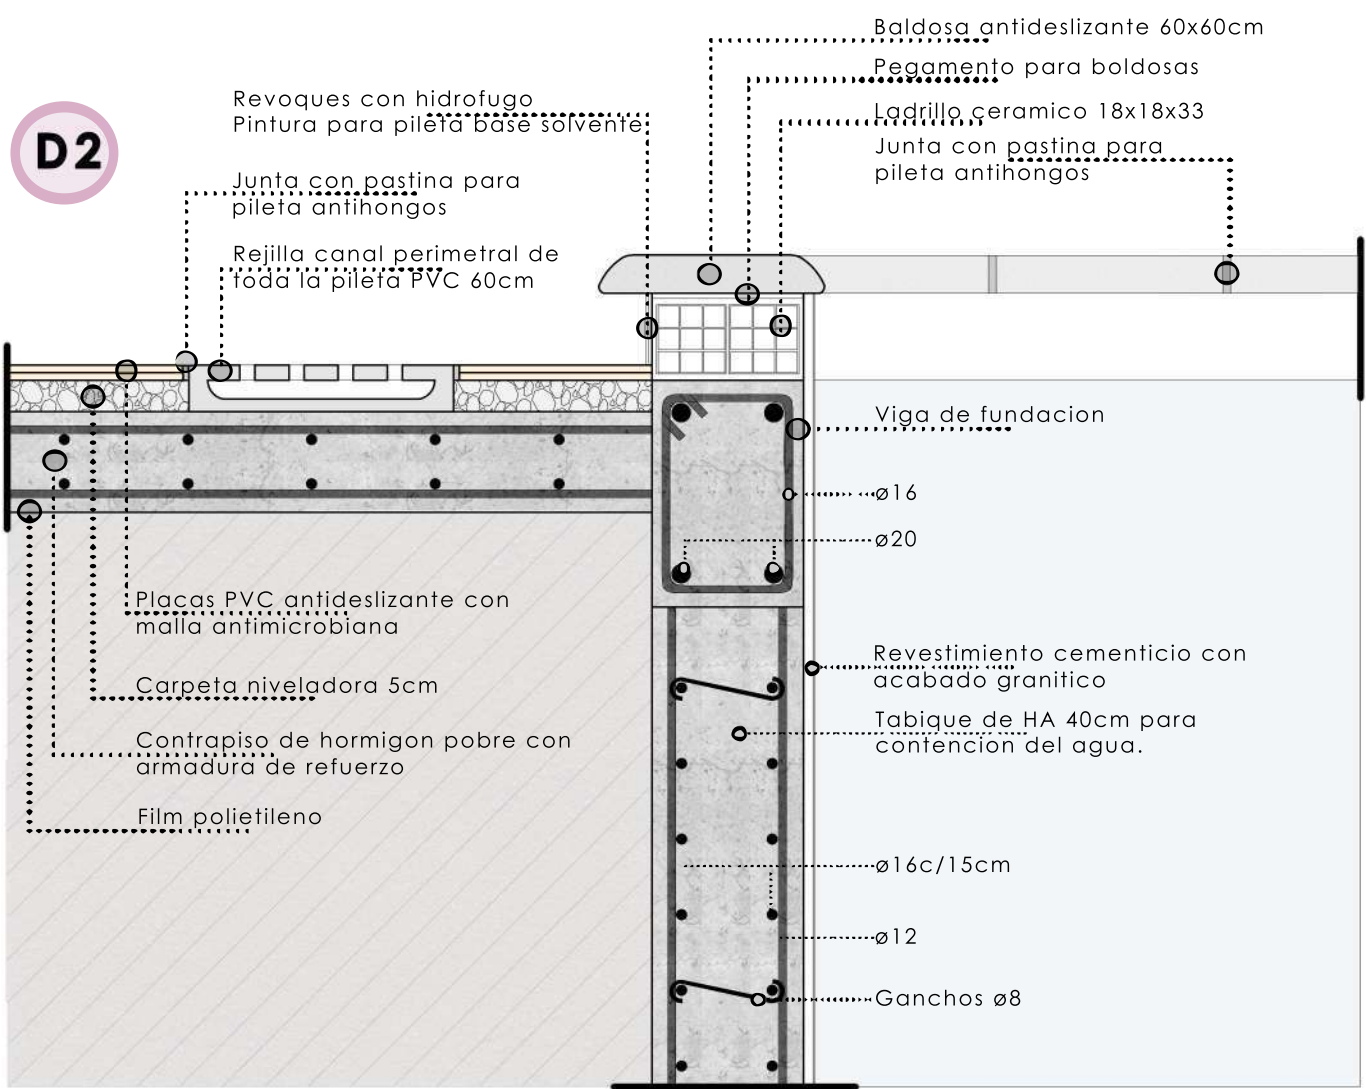 D2
Revoques con hidrofugo
Pintura para pileta base solvente
Junta con pastina para
pileta antihongos
Rejilla canal perimetral de
toda la pileta PVC 60cm
Baldosa antideslizante 60x60cm
Pegamento para boldosas
Ladrillo ceramico 18x18x33
Junta con pastina para
pileta antihongos
Viga de fundacion
ø16
ø20
Placas PVC antideslizante con
malla antimicrobiana
Carpeta niveladora 5cm
Contrapiso de hormigon pobre con
armadura de refuerzo
Film polietileno
Revestimiento cementicio con
acabado granitico
Tabique de HA 40cm para
contencion del agua.
ø16c/15cm
ø12
Ganchos ø8